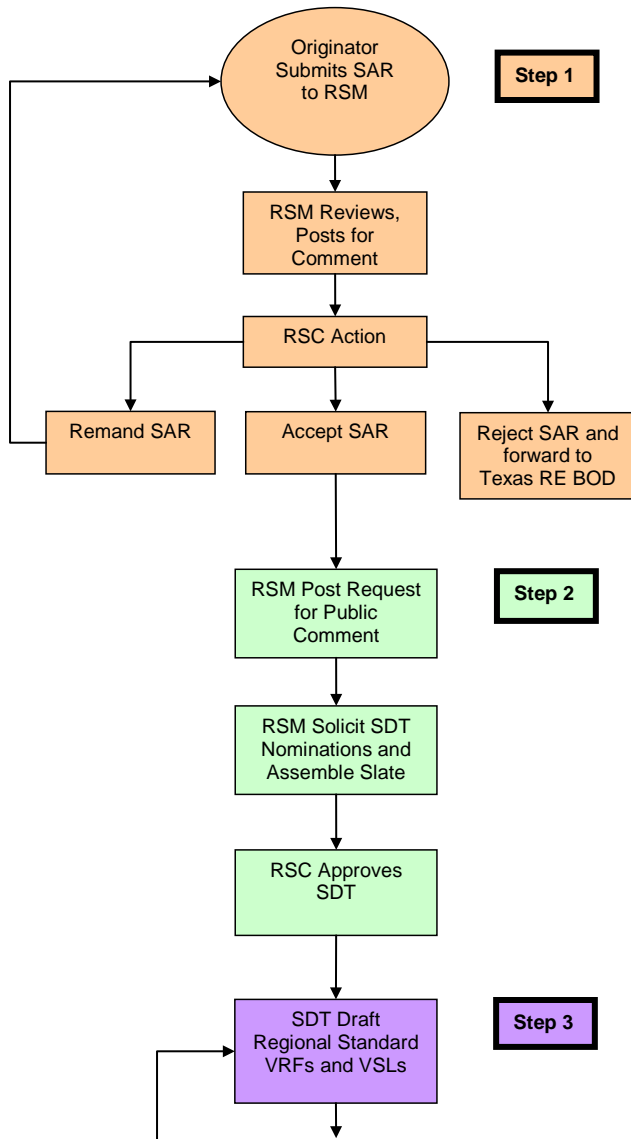 Originator
Submits SAR
to RSM
Step 1
RSM Reviews,
Posts for
Comment
RSC Action
Remand SAR
Accept SAR
Reject SAR and
forward to
Texas RE BOD
RSM Post Request
for Public
Comment
Step 2
RSM Solicit SDT
Nominations and
Assemble Slate
RSC Approves
SDT
SDT Draft
Regional Standard
VRFs and VSLs
Step 3